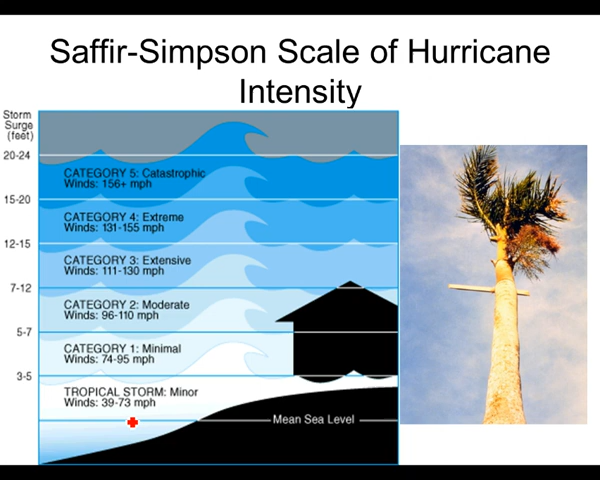 Saffir-Simpson Scale of Hurricane
Intensity
Storm
Surge
(feet)
20-24
CATEGORY 5: Catastrophic
Winds: 156+ mph
15-20
CATEGORY 4: Extreme
Winds: 131-155 mph
12-15
CATEGORY 3: Extensive
Winds: 111-130 mph
7-12
CATEGORY 2: Moderate
Winds: 96-110 mph
5-7
CATEGORY 1: Minimal
Winds: 74-95 mph
3-5
TROPICAL STORM: Minor
Winds: 39-73 mph
Mean Sea Level